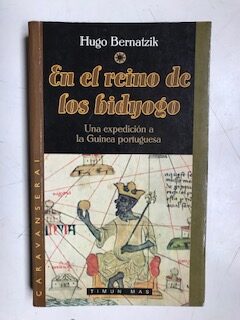 Hugo Bernatzik
En el reino de
los bidyogo
Una expedición a
la Guinea portuguesa
CARAVANSERAI
TIMUN MAS